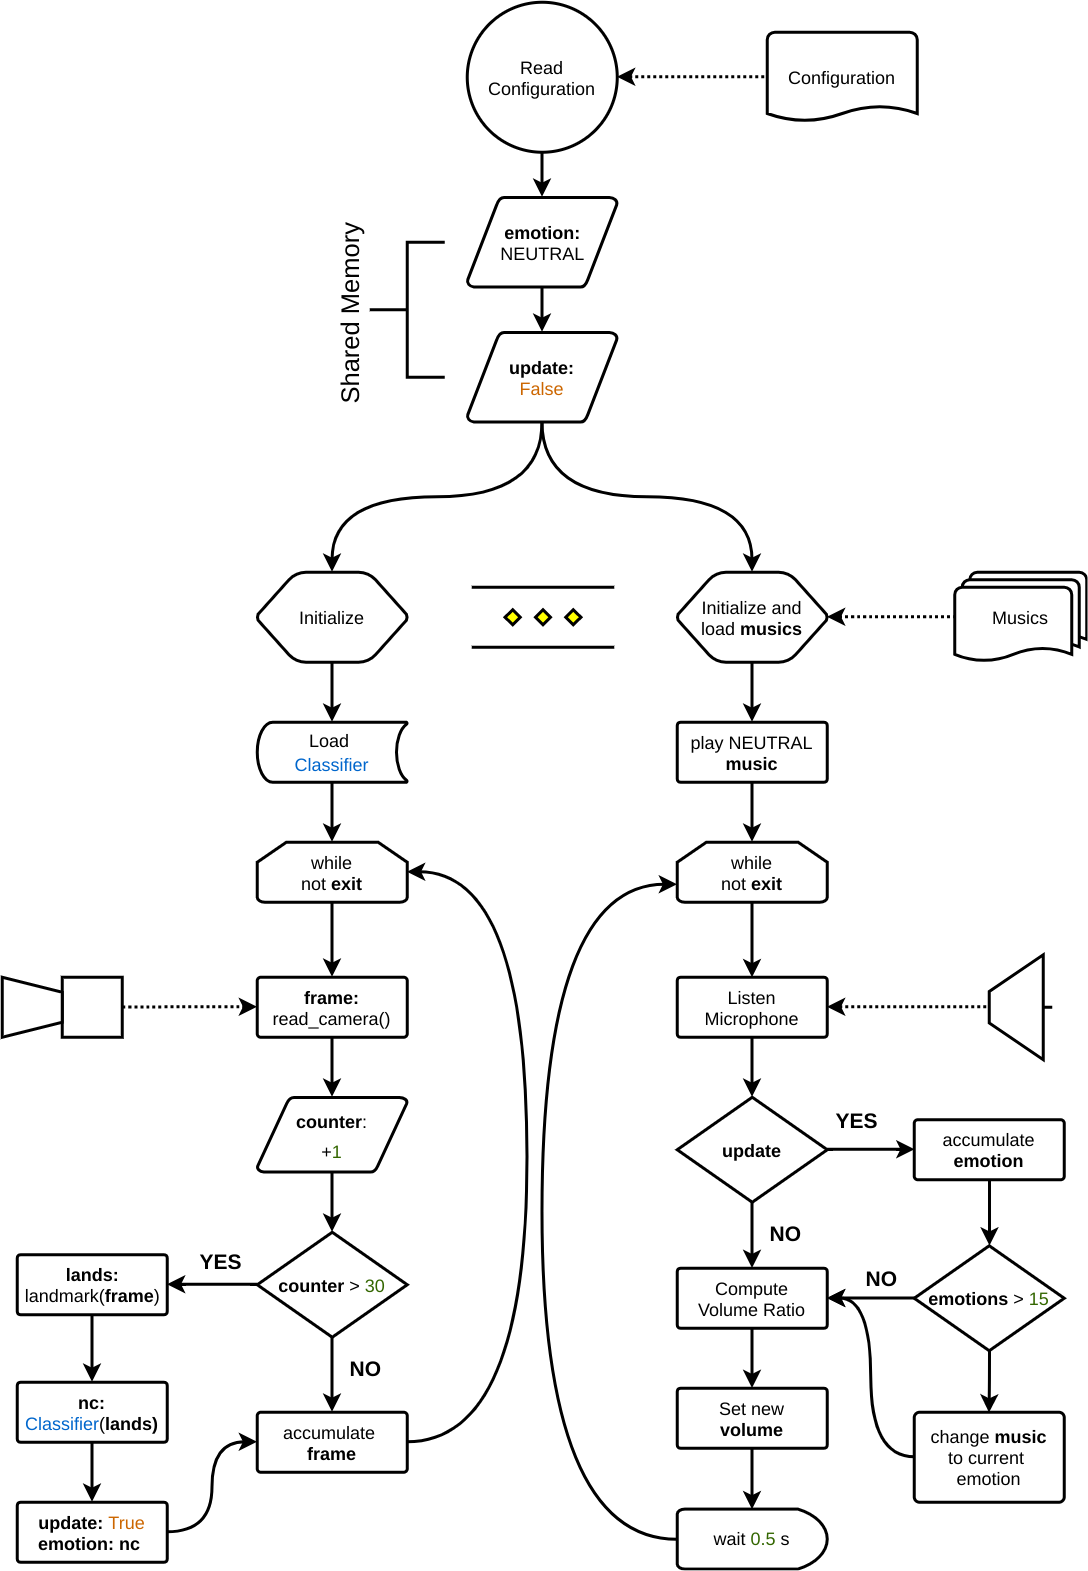 Read
Configuration
Configuration
Shared Memory
emotion:
NEUTRAL
update:
False
Initialize
Initialize and
load musics
Musics
Load
Classifier
play NEUTRAL
music
while
not exit
while
not exit
frame:
read_camera()
Listen
Microphone
counter:
+1
update
YES
accumulate
emotion
NO
YES
lands:
landmark(frame)
counter > 30
Compute
Volume Ratio
NO
emotions > 15
NO
nc:
Classifier(lands)
accumulate
frame
Set new
volume
change music
to current
emotion
update: True
emotion: nc
wait 0.5 s